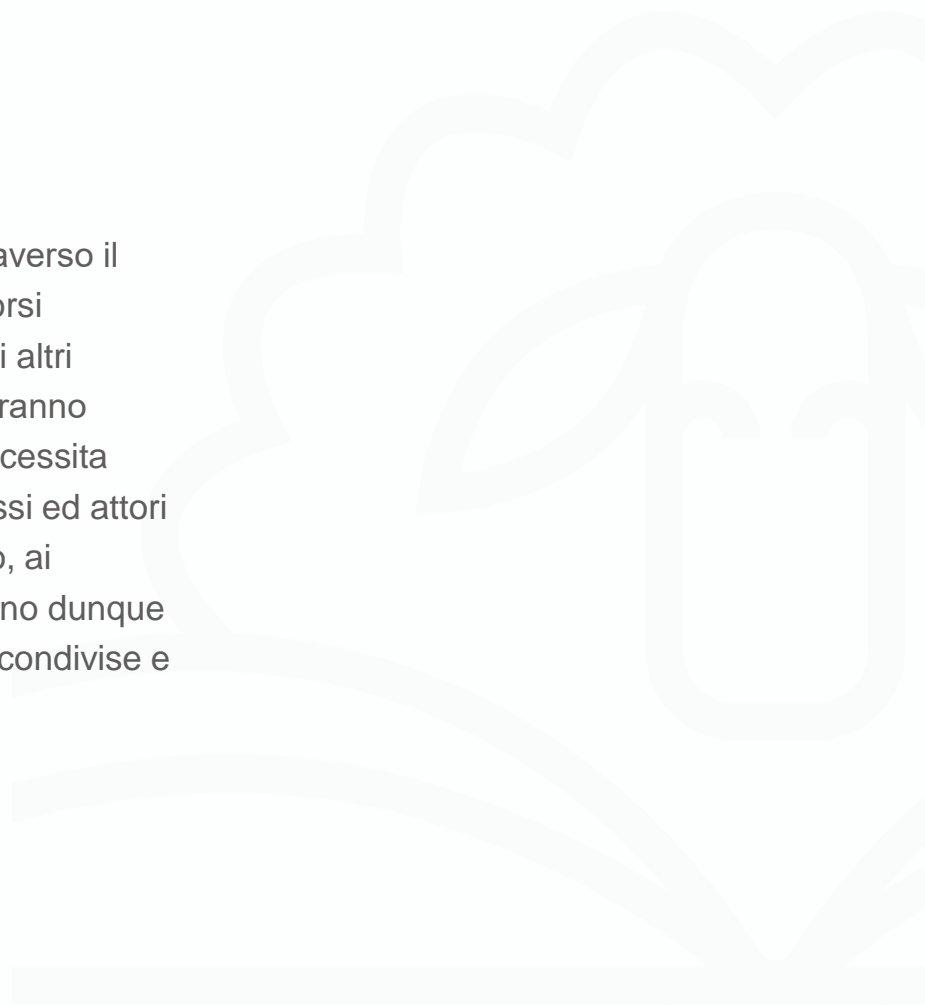 averso il
orsi
i altri
ranno
cessita
ssi ed attori
o, ai
no dunque
condivise e